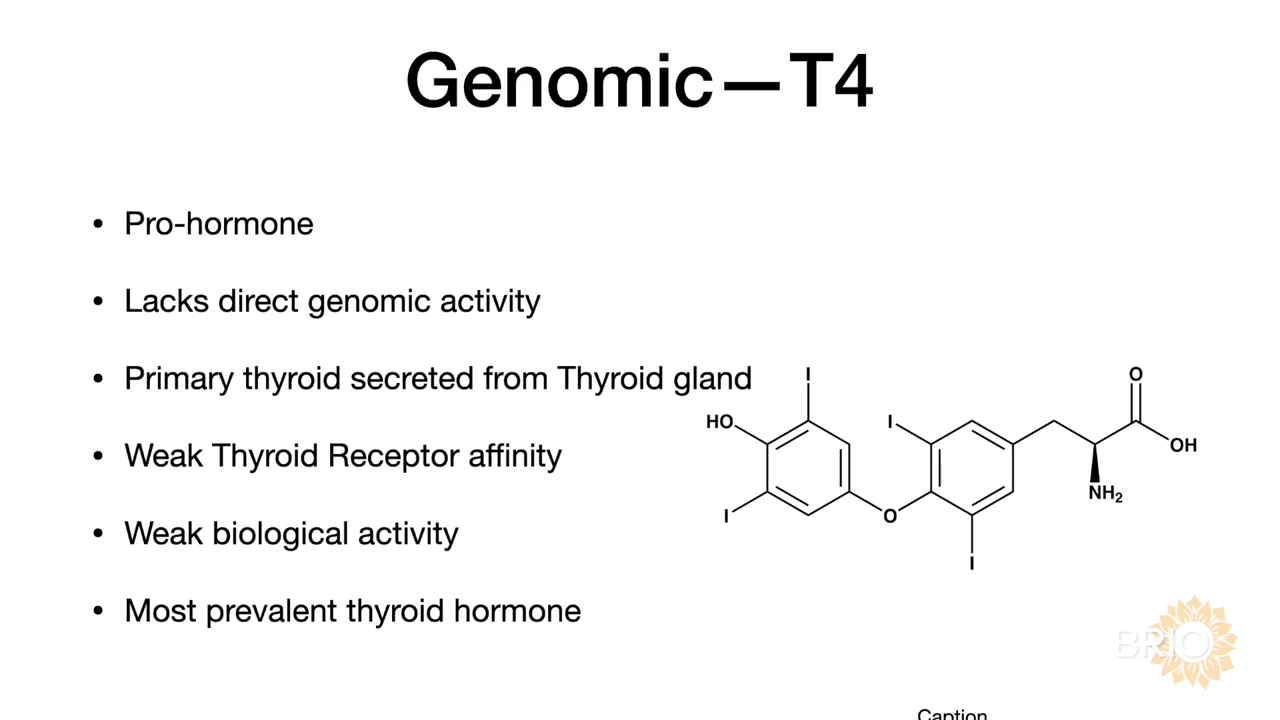 Genomic—T4
• Pro-hormone
• Lacks direct genomic activity
• Primary thyroid secreted from Thyroid gland
• Weak Thyroid Receptor affinity
• Weak biological activity
• Most prevalent thyroid hormone
I
O
HO
I
OH
NH₂
I
O
I
BRIO
Caption